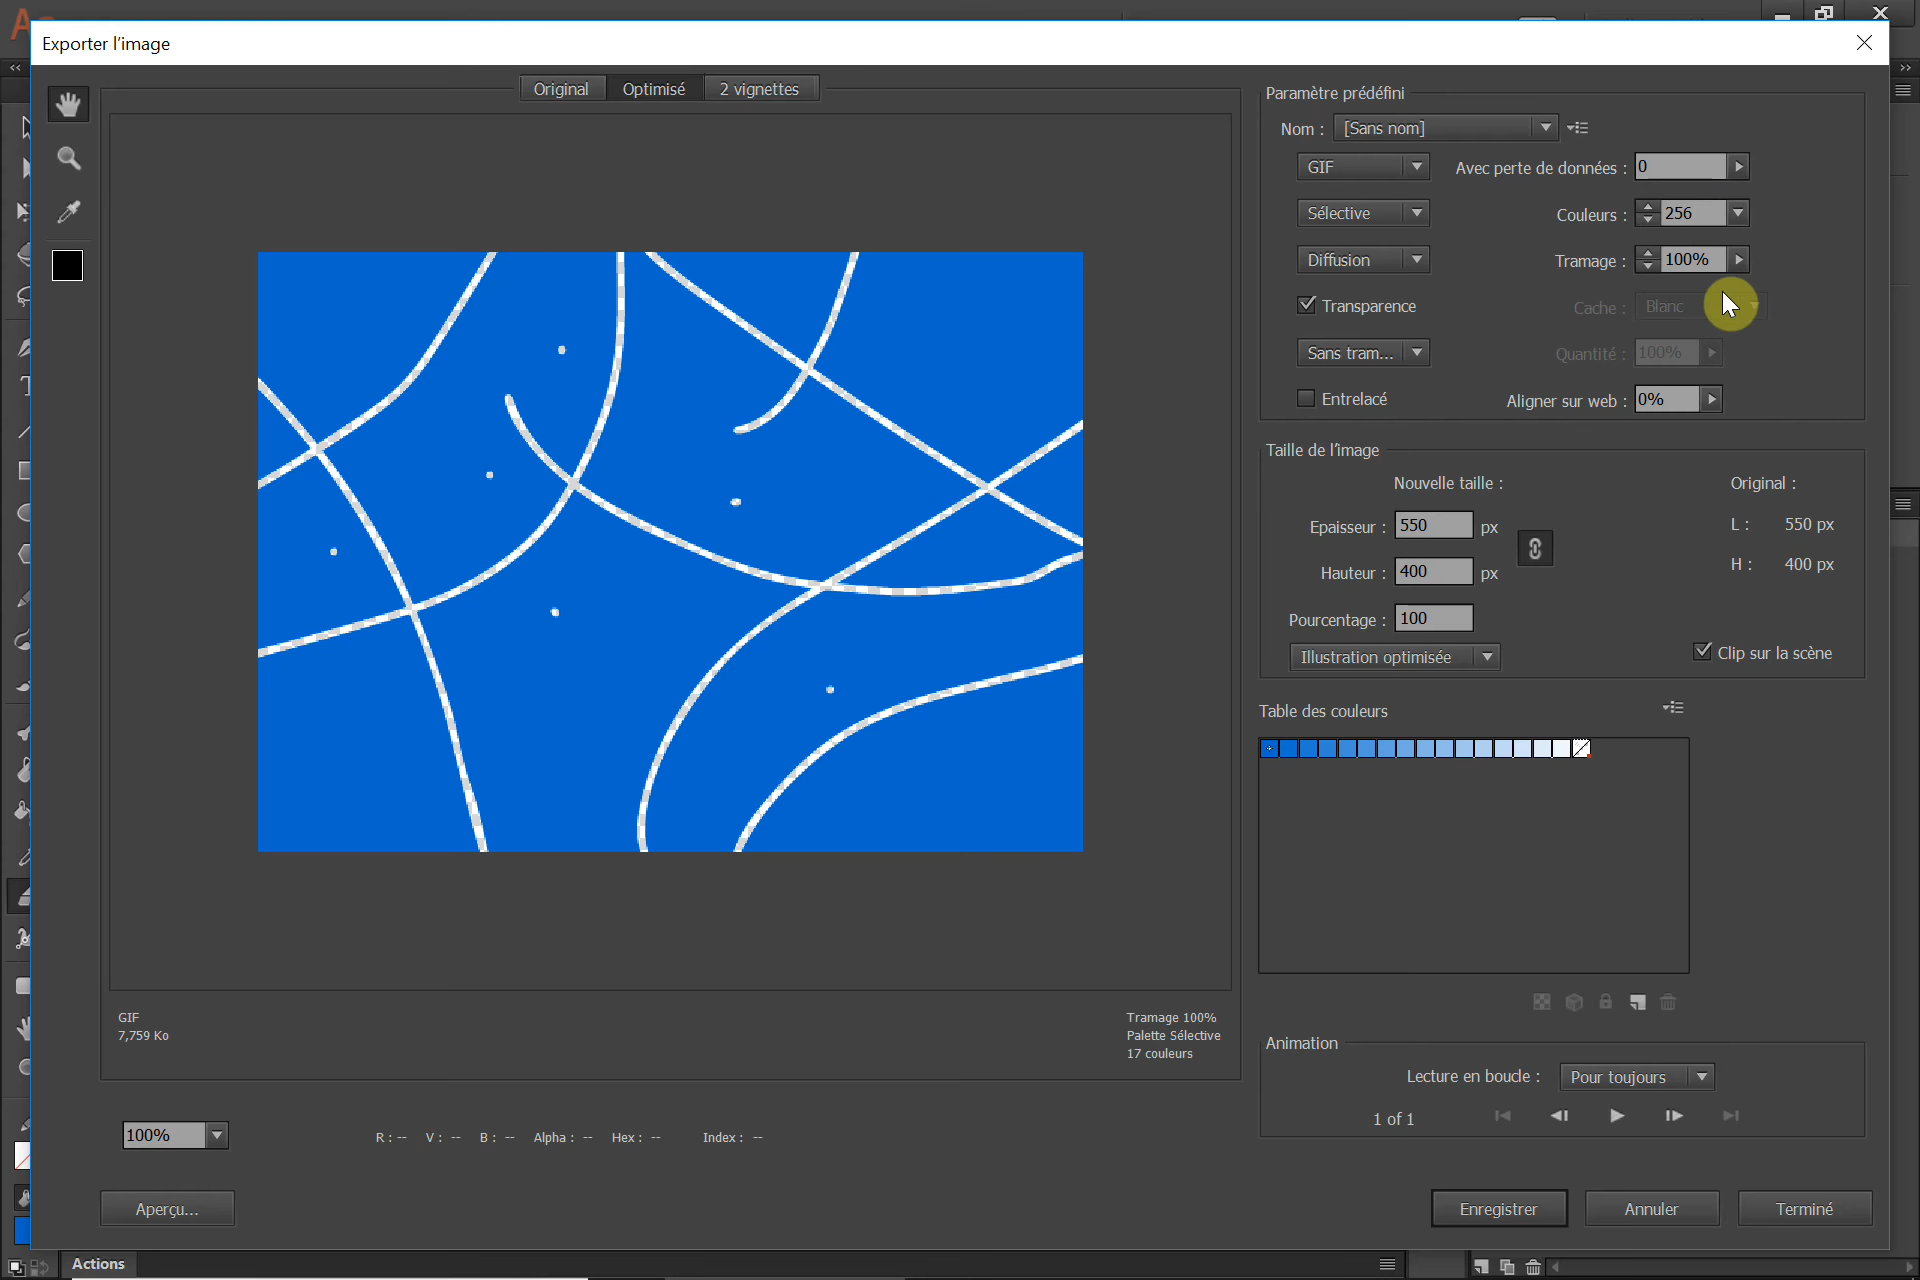 Exporter l'image
Original
Optimisé
2 vignettes
Paramètre prédéfini
Nom : [Sans nom]
GIF
Avec perte de données : 0
Sélective
Couleurs : 256
Diffusion
Tramage : 100%
Transparence
Cache : Blanc
Sans tram...
Quantité : 100%
Entrelacé
Aligner sur web : 0%
Taille de l'image
Nouvelle taille :
Original :
Epaisseur : 550 px
L : 550 px
Hauteur : 400 px
H : 400 px
Pourcentage : 100
Illustration optimisée
Clip sur la scène
Table des couleurs
GIF
7,759 Ko
Tramage 100%
Palette Sélective
17 couleurs
Animation
Lecture en boucle : Pour toujours
1 of 1
100%
R : -- V : -- B : -- Alpha : -- Hex : -- Index : --
Aperçu...
Enregistrer
Annuler
Terminé
Actions